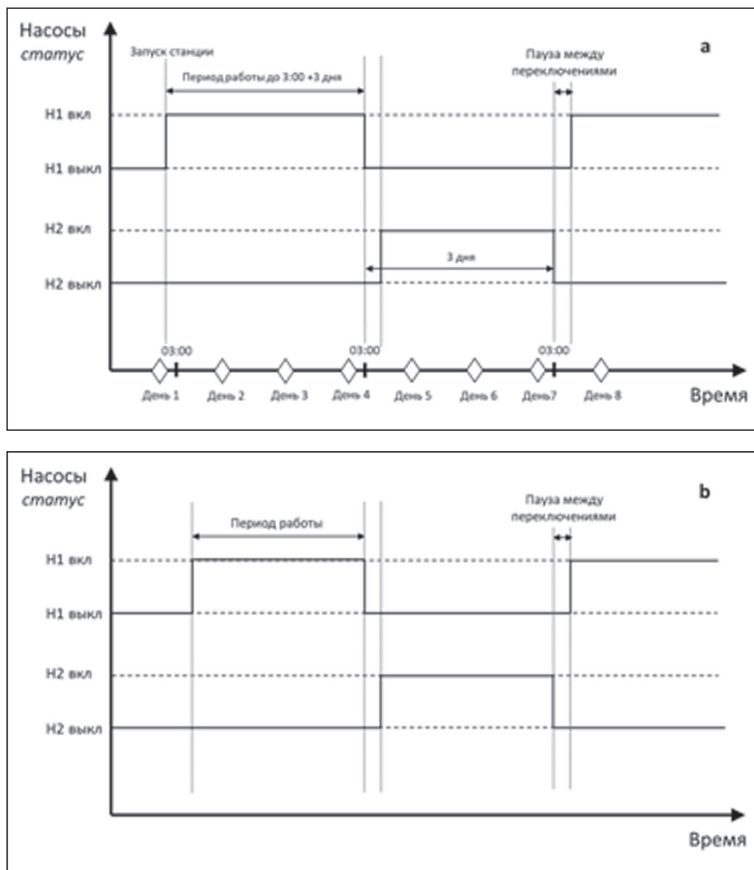 Насосы
статус
Запуск станции
Период работы до 3:00 +3 дня
Пауза между
переключениями
a
Н1 вкл
Н1 выкл
Н2 вкл
3 дня
Н2 выкл
03:00
03:00
03:00
День 1
День 2
День 3
День 4
День 5
День 6
День7
День 8
Время
Насосы
статус
Период работы
Пауза между
переключениями
b
Н1 вкл
Н1 выкл
Н2 вкл
Н2 выкл
Время